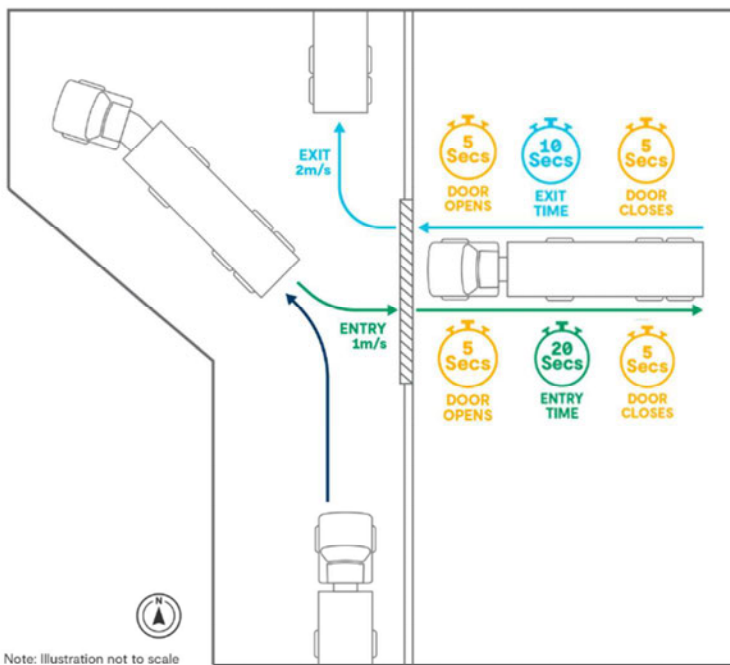 5
Secs
DOOR
OPENS
10
Secs
EXIT
TIME
5
Secs
DOOR
CLOSES
EXIT
2m/s
ENTRY
1m/s
5
Secs
DOOR
OPENS
20
Secs
ENTRY
TIME
5
Secs
DOOR
CLOSES
N
Note: Illustration not to scale